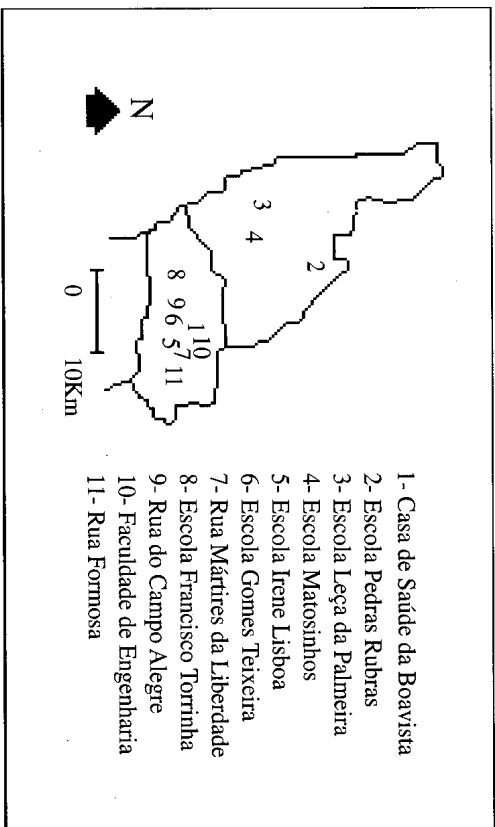 N
3
4
2
8
9
6
1
10
5
7
11
0 10Km
1- Casa de Saúde da Boavista
2- Escola Pedras Rubras
3- Escola Leça da Palmeira
4- Escola Matosinhos
5- Escola Irene Lisboa
6- Escola Gomes Teixeira
7- Rua Mártires da Liberdade
8- Escola Francisco Torrinha
9- Rua do Campo Alegre
10- Faculdade de Engenharia
11- Rua Formosa